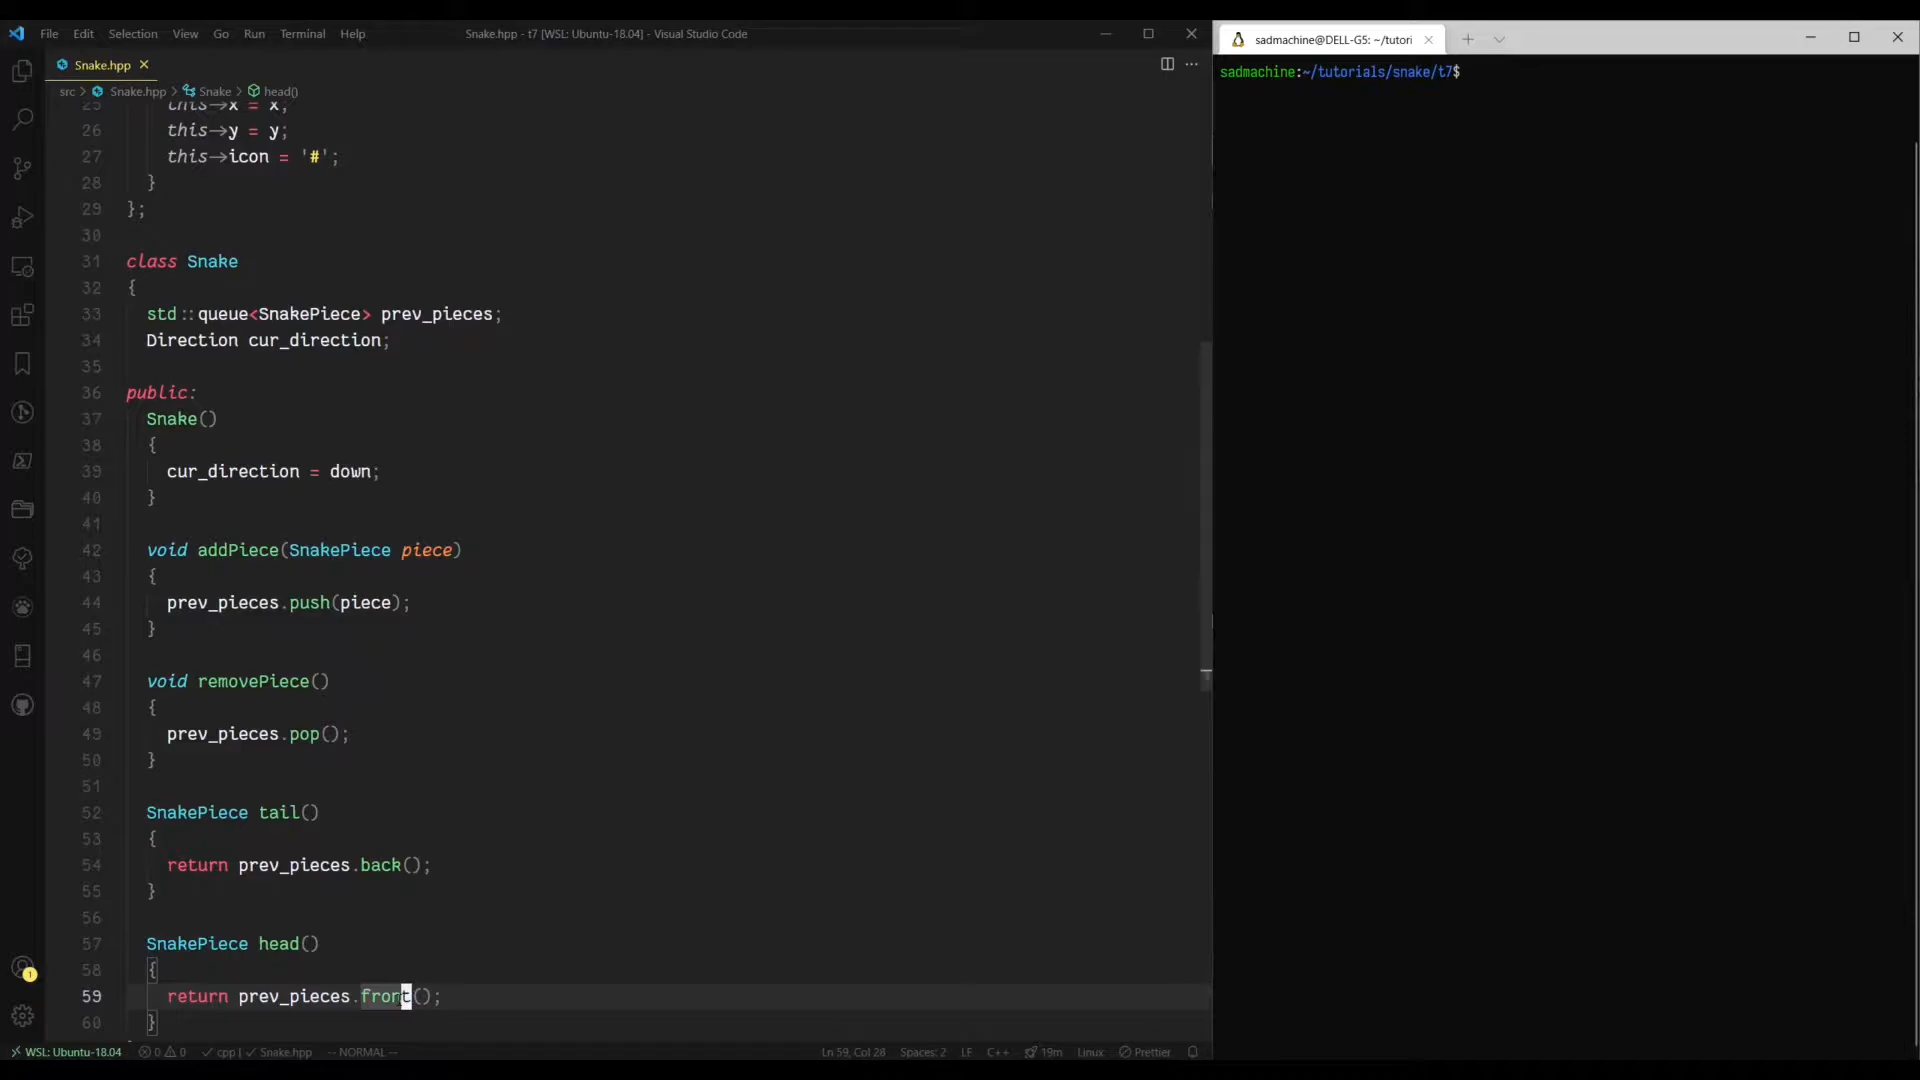 File Edit Selection View Go Run Terminal Help
Snake.hpp - t7 [WSL: Ubuntu-18.04] - Visual Studio Code
Snake.hpp
src > Snake.hpp > Snake > head()
25 this->x = x;
26 this->y = y;
27 this->icon = '#';
28 }
29 };
30
31 class Snake
32 {
33 std::queue<SnakePiece> prev_pieces;
34 Direction cur_direction;
35
36 public:
37 Snake()
38 {
39 cur_direction = down;
40 }
41
42 void addPiece(SnakePiece piece)
43 {
44 prev_pieces.push(piece);
45 }
46
47 void removePiece()
48 {
49 prev_pieces.pop();
50 }
51
52 SnakePiece tail()
53 {
54 return prev_pieces.back();
55 }
56
57 SnakePiece head()
58 {
59 return prev_pieces.front();
60 }
1
WSL: Ubuntu-18.04 0 0 cpp | Snake.hpp -- NORMAL -- Ln 59, Col 28 Spaces: 2 LF C++ 19m Linux Prettier
sadmachine@DELL-G5: ~/tutori
sadmachine:~/tutorials/snake/t7$